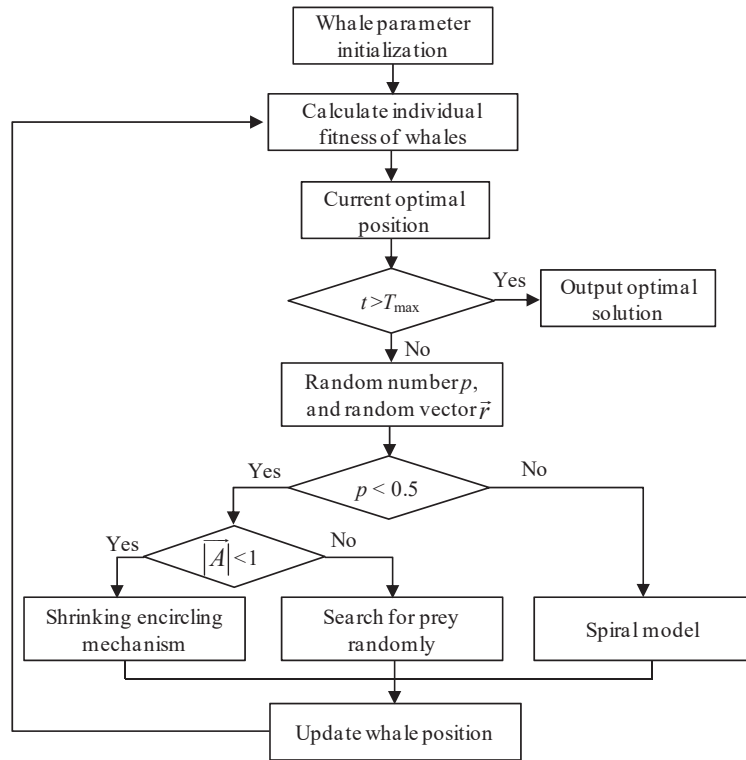 Whale parameter
initialization
Calculate individual
fitness of whales
Current optimal
position
t>T_max
Yes
Output optimal
solution
No
Random number p,
and random vector r⃗
Yes
No
p < 0.5
Yes
No
|A⃗|<1
Shrinking encircling
mechanism
Search for prey
randomly
Spiral model
Update whale position